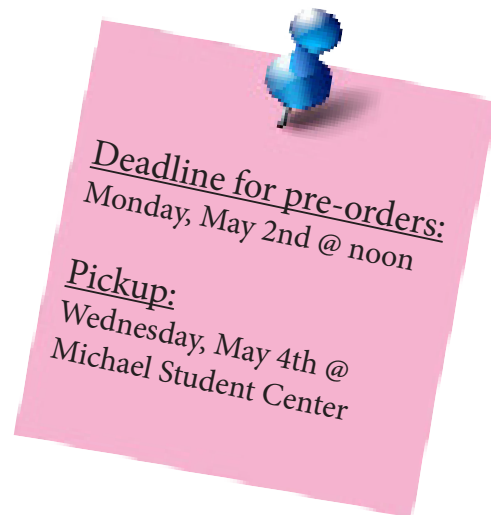 Deadline for pre-orders:
Monday, May 2nd @ noon
Pickup:
Wednesday, May 4th @
Michael Student Center